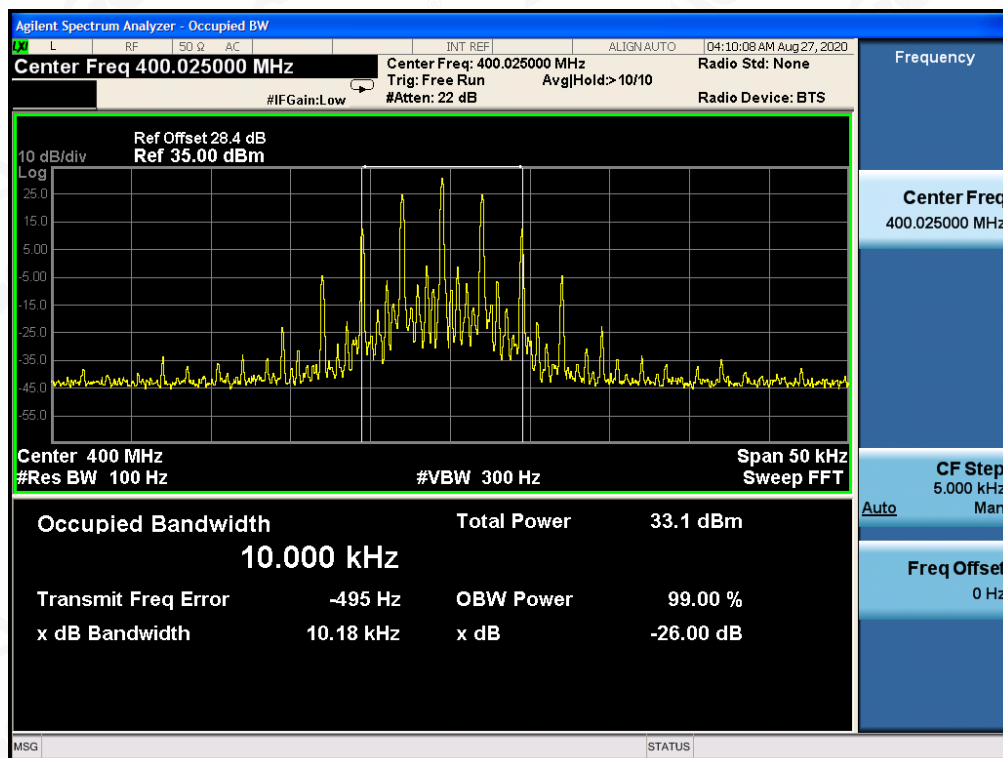 Agilent Spectrum Analyzer - Occupied BW
LXI L RF 50 Ω AC INT REF ALIGN AUTO 04:10:08 AM Aug 27, 2020
Center Freq 400.025000 MHz
Center Freq: 400.025000 MHz
Radio Std: None
Trig: Free Run Avg|Hold:> 10/10
#IFGain:Low
#Atten: 22 dB
Radio Device: BTS
Ref Offset 28.4 dB
10 dB/div Ref 35.00 dBm
Log
25.0
15.0
5.00
-5.00
-15.0
-25.0
-35.0
-45.0
-55.0
Center 400 MHz Span 50 kHz
#Res BW 100 Hz #VBW 300 Hz Sweep FFT
Occupied Bandwidth
10.000 kHz
Total Power 33.1 dBm
Transmit Freq Error -495 Hz OBW Power 99.00 %
x dB Bandwidth 10.18 kHz x dB -26.00 dB
MSG STATUS
Frequency
Center Freq
400.025000 MHz
CF Step
5.000 kHz
Auto Man
Freq Offset
0 Hz